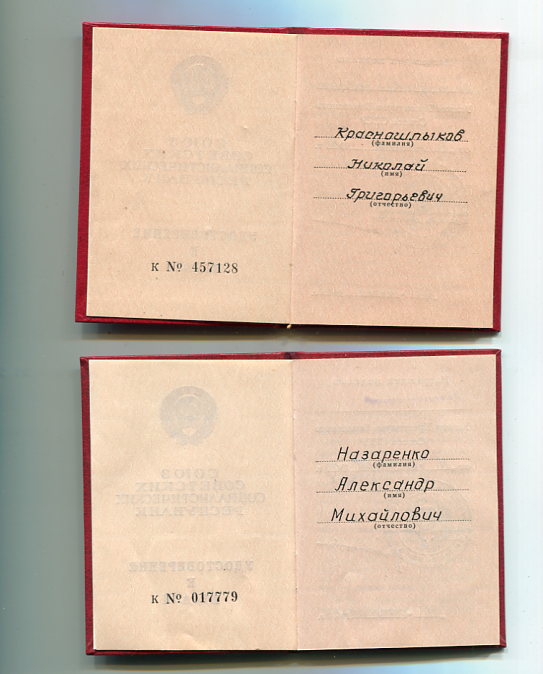 Краснашлыков
(фамилия)
Николай
(имя)
Григорьевич
(отчество)
К № 457128
Назаренко
(фамилия)
Александр
(имя)
Михайлович
(отчество)
СОЮЗ
СОВЕТСКИХ
СОЦИАЛИСТИЧЕСКИХ
РЕСПУБЛИК
УДОСТОВЕРЕНИЕ
К
К № 017779